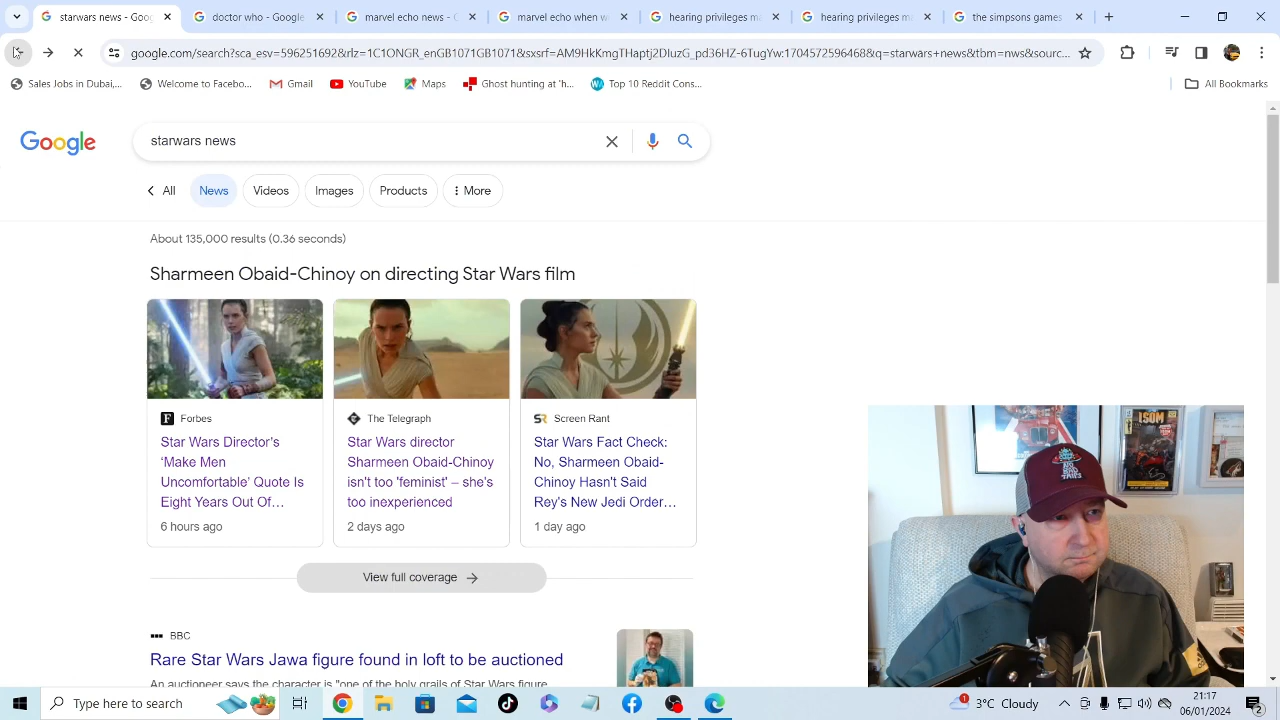 starwars news - G
doctor who news -
marvel news - Goo
marvel echo when
hearing privileges ma
hearing privileges ma
the simpsons games
google.com/search?sca_esv=596251692&rlz=1C1ONGR_enGB1071GB1071&sxsrf=AM9HkKmgTHaptj2DluzG_pd36HZ-6TugYw:1704572596468&q=starwars+news&tbm=nws&sourc...
Sales Jobs in Dubai,...
Welcome to Facebo...
Gmail
YouTube
Maps
Ghost hunting at 'h...
Top 10 Reddit Cons...
All Bookmarks
Google
starwars news
All
News
Videos
Images
Products
More
About 135,000 results (0.36 seconds)
Sharmeen Obaid-Chinoy on directing Star Wars film
Forbes
Star Wars Director's
'Make Men
Uncomfortable' Quote Is
Eight Years Out Of...
6 hours ago
The Telegraph
Star Wars director
Sharmeen Obaid-Chinoy
isn't too 'feminist' – she's
too inexperienced
2 days ago
SR Screen Rant
Star Wars Fact Check:
No, Sharmeen Obaid-
Chinoy Hasn't Said
Rey's New Jedi Order...
1 day ago
View full coverage
BBC
Rare Star Wars Jawa figure found in loft to be auctioned
An auctioneer says the character is "one of the holy grails of Star Wars figure
ISOM
Type here to search
3°C Cloudy
21:17
06/01/2024